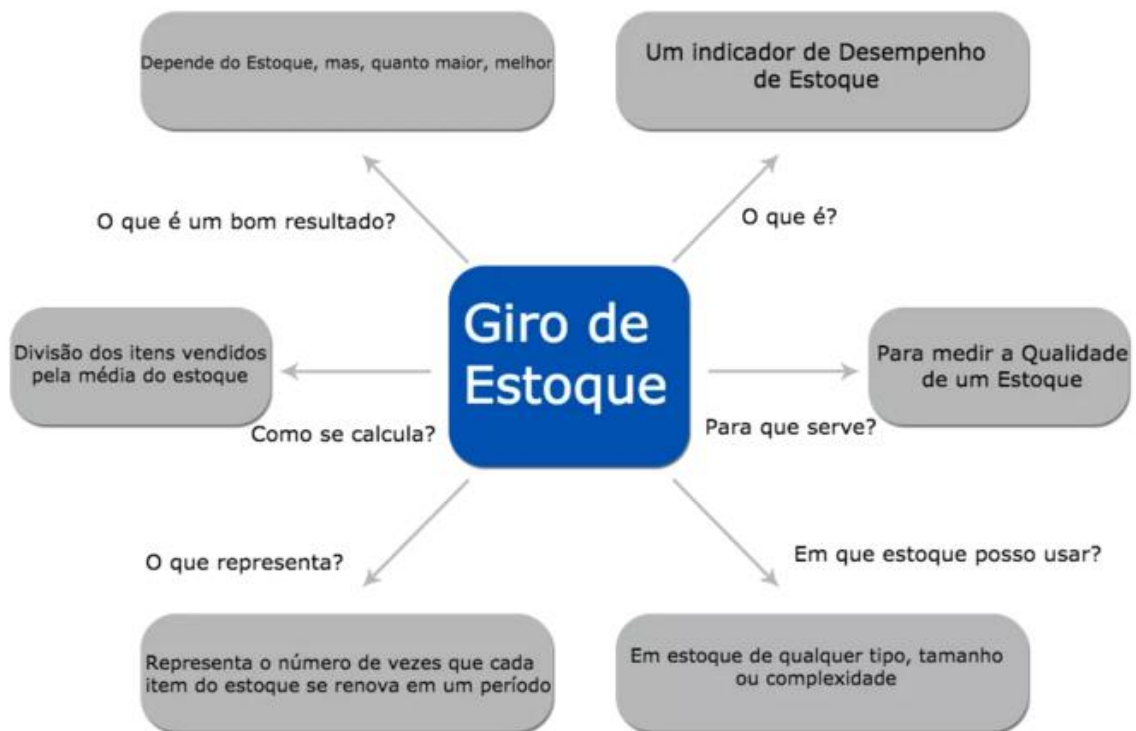 Depende do Estoque, mas, quanto maior, melhor
Um indicador de Desempenho
de Estoque
O que é um bom resultado?
O que é?
Giro de
Estoque
Divisão dos itens vendidos
pela média do estoque
Para medir a Qualidade
de um Estoque
Como se calcula?
Para que serve?
O que representa?
Em que estoque posso usar?
Representa o número de vezes que cada
item do estoque se renova em um período
Em estoque de qualquer tipo, tamanho
ou complexidade